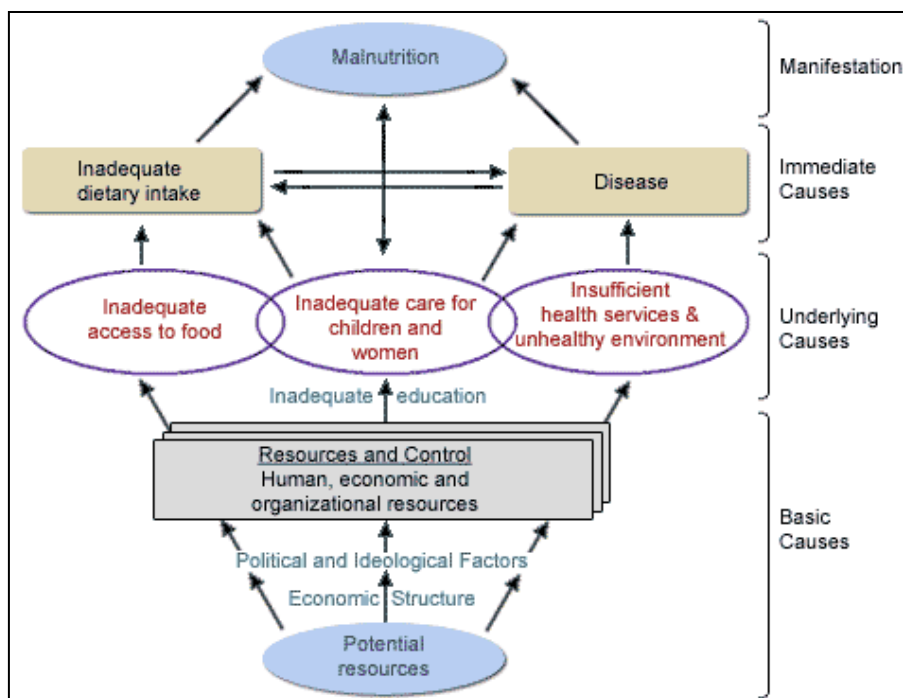 Malnutrition
Manifestation
Inadequate
dietary intake
Disease
Immediate
Causes
Inadequate
access to food
Inadequate care for
children and
women
Insufficient
health services &
unhealthy environment
Underlying
Causes
Inadequate education
Resources and Control
Human, economic and
organizational resources
Basic
Causes
Political and Ideological Factors
Economic Structure
Potential
resources